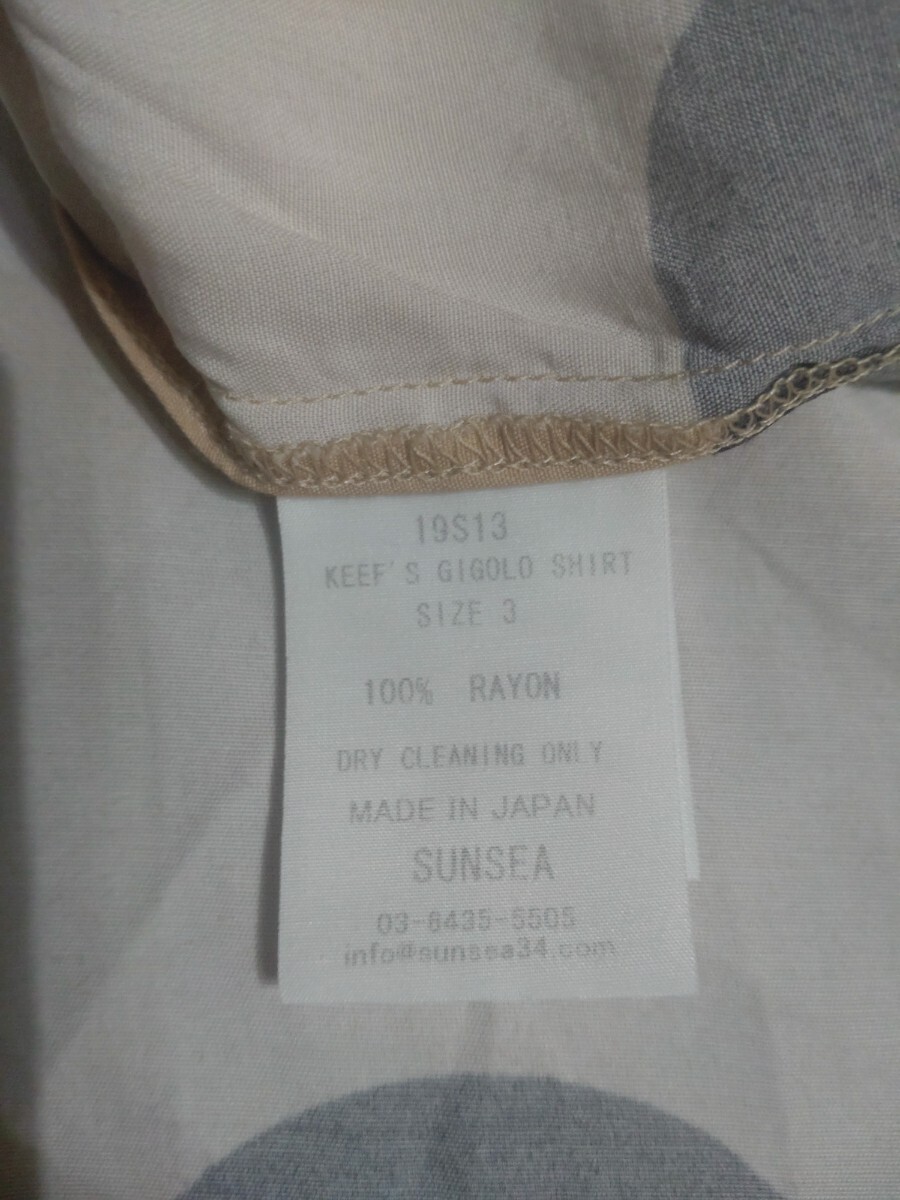 19S13
KEEF'S GIGOLO SHIRT
SIZE 3
100% RAYON
DRY CLEANING ONLY
MADE IN JAPAN
SUNSEA
03-6435-5505
info@sunsea34.com